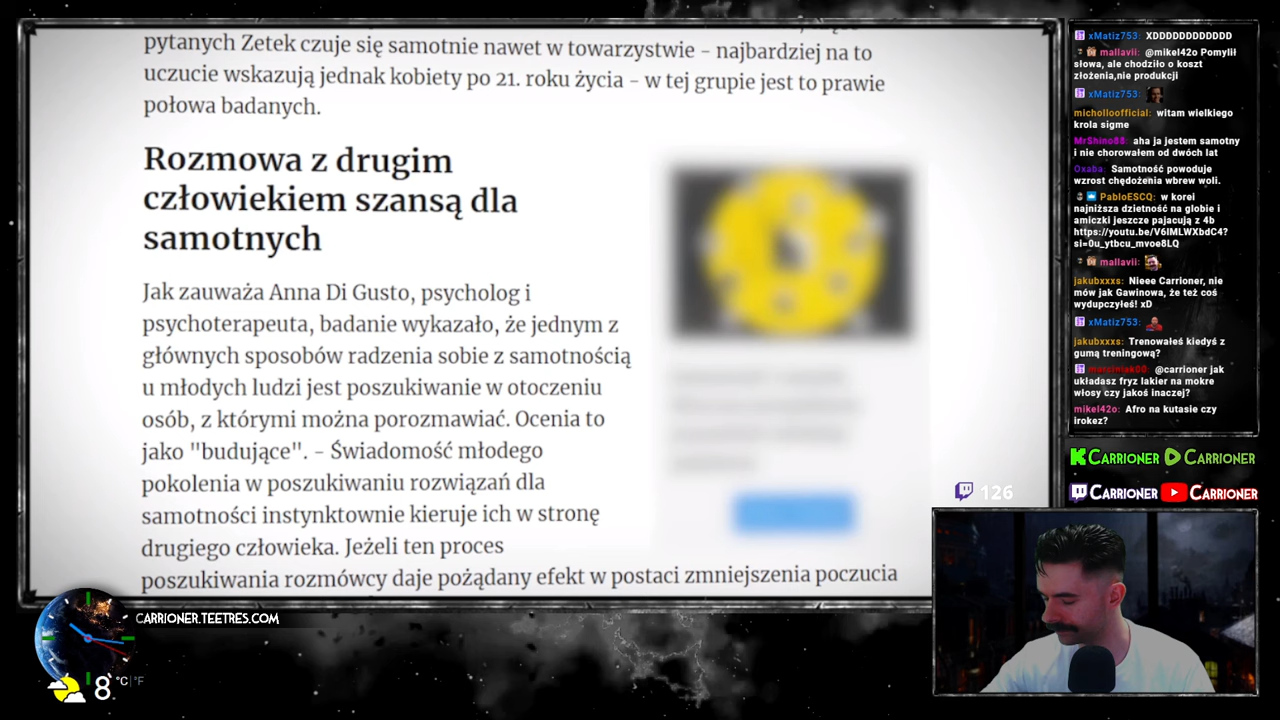 pytanych Zetek czuje się samotnie nawet w towarzystwie - najbardziej na to
uczucie wskazują jednak kobiety po 21. roku życia - w tej grupie jest to prawie
połowa badanych.
Rozmowa z drugim
człowiekiem szansą dla
samotnych
Jak zauważa Anna Di Gusto, psycholog i
psychoterapeuta, badanie wykazało, że jednym z
głównych sposobów radzenia sobie z samotnością
u młodych ludzi jest poszukiwanie w otoczeniu
osób, z którymi można porozmawiać. Ocenia to
jako "budujące". - Świadomość młodego
pokolenia w poszukiwaniu rozwiązań dla
samotności instynktownie kieruje ich w stronę
drugiego człowieka. Jeżeli ten proces
poszukiwania rozmówcy daje pożądany efekt w postaci zmniejszenia poczucia
126
xMatiz753: XDDDDDDDDDDDD
mallavii: @mikel42o Pomylił
słowa, ale chodziło o koszt
złożenia,nie produkcji
xMatiz753:
micholloofficial: witam wielkiego
krola sigme
MrShino88: aha ja jestem samotny
i nie chorowałem od dwóch lat
Oxaba: Samotność powoduje
wzrost chędożenia wbrew woli.
PabloESCQ: w korei
najniższa dzietność na globie i
amiczki jeszcze pajacują z 4b
https://youtu.be/V6IMLWXbdC4?
si=0u_ytbcu_mvoe8LQ
mallavii:
jakubxxxs: Nieee Carrioner, nie
mów jak Gawinowa, że też coś
wydupczyłeś! xD
xMatiz753:
jakubxxxs: Trenowałeś kiedyś z
gumą treningową?
marziniak00: @carrioner jak
układasz fryz lakier na mokre
włosy czy jakoś inaczej?
mikel42o: Afro na kutasie czy
irokez?
CARRIONER CARRIONER
CARRIONER CARRIONER
CARRIONER.TEETRES.COM
8 °C °F